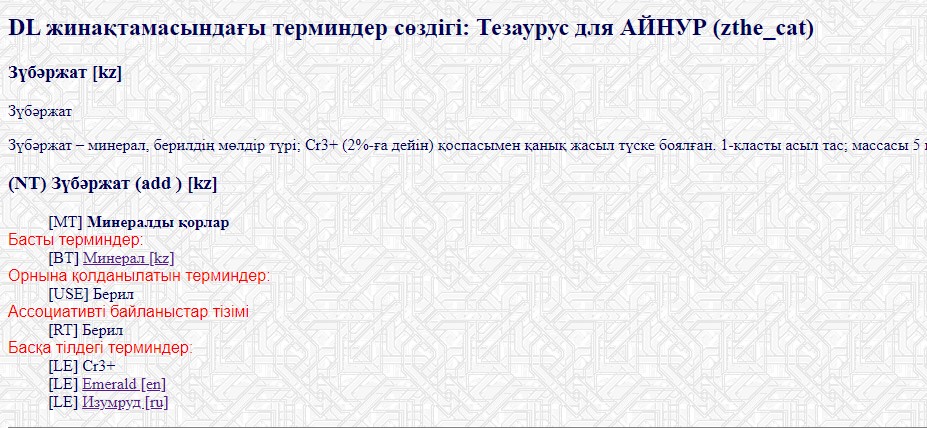 DL жинақтамасындағы терминдер сөздігі: Тезаурус для АЙНУР (zthe_cat)
Зүбәржат [kz]
Зүбәржат
Зүбәржат – минерал, берилдің мөлдір түрі; Cr3+ (2%-ға дейін) қоспасымен қанық жасыл түске боялған. 1-класты асыл тас; массасы 5
(NT) Зүбәржат (add ) [kz]
[MT] Минералды қорлар
Басты терминдер:
[BT] Минерал [kz]
Орнына қолданылатын терминдер:
[USE] Берил
Ассоциативті байланыстар тізімі
[RT] Берил
Басқа тілдегі терминдер:
[LE] Cr3+
[LE] Emerald [en]
[LE] Изумруд [ru]